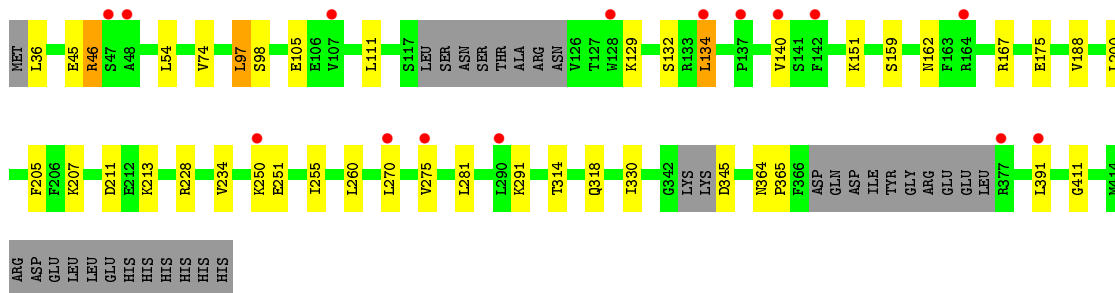 MET L36 E45 R46 S47 A48 L54 V74 L97 S98 E105 E106 V107 L111 S117 LEU SER ASN SER THR ALA ARG ASN V126 T127 W128 K129 S132 R133 L134 P137 V140 S141 F142 K151 S159 N162 F163 R164 R167 E175 V188
F205 F206 K207 D211 E212 K213 R228 V234 K250 E251 I255 L260 L270 V275 L281 L290 K291 T314 Q318 I330 G342 LYS LYS D345 N364 P365 F366 ASP GLN ASP ILE TYR GLY ARG GLU GLU LEU R377 L391 G411
ARG ASP GLU LEU LEU GLU HIS HIS HIS HIS HIS HIS